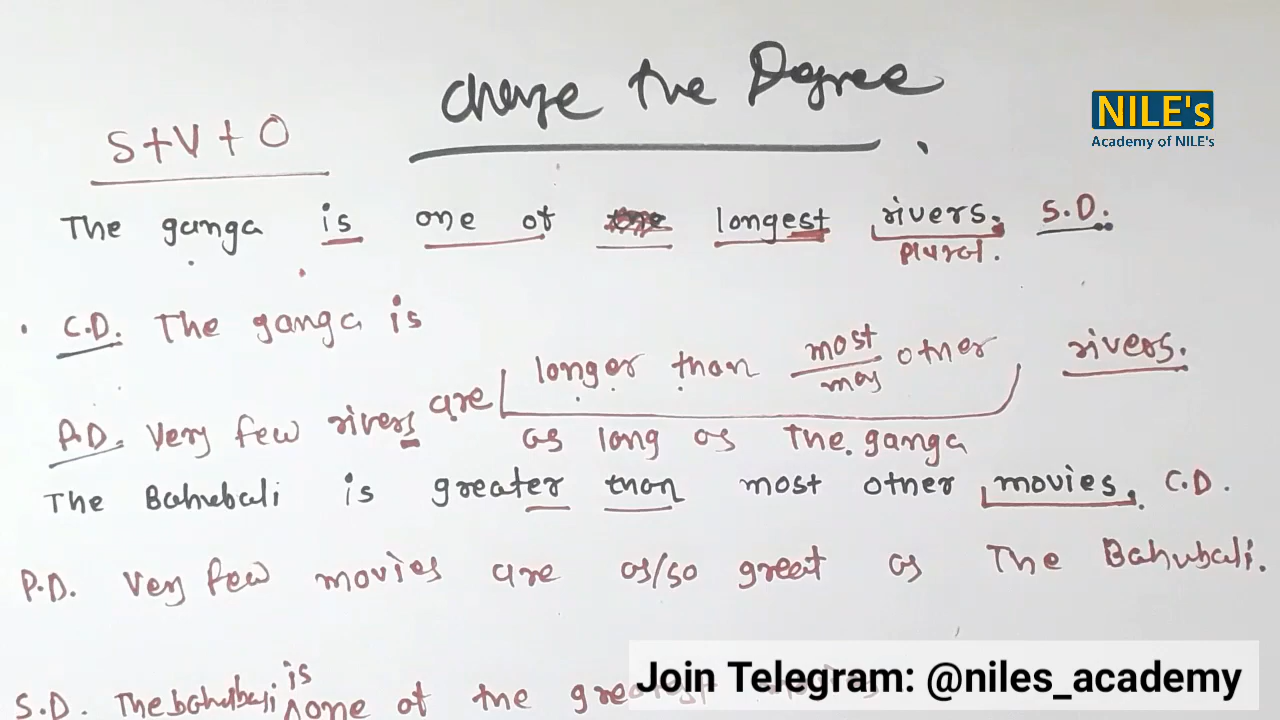 Change the Degree.
NILE's
Academy of NILE's
S+V+O
The ganga is one of longest rivers. S.D.
plural.
C.D. The ganga is longer than most other rivers.
many
P.D. Very few rivers are as long as the ganga
The Bahubali is greater than most other movies. C.D.
P.D. Very few movies are as/so great as The Bahubali.
S.D. The bahubali is one of the
Join Telegram: @niles_academy